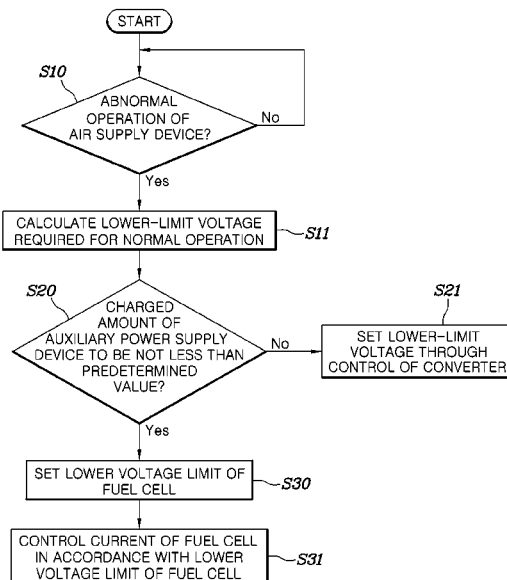 START
S10
ABNORMAL
OPERATION OF
AIR SUPPLY DEVICE?
No
Yes
CALCULATE LOWER-LIMIT VOLTAGE
REQUIRED FOR NORMAL OPERATION
S11
S20
CHARGED
AMOUNT OF
AUXILIARY POWER SUPPLY
DEVICE TO BE NOT LESS THAN
PREDETERMINED
VALUE?
No
S21
SET LOWER-LIMIT
VOLTAGE THROUGH
CONTROL OF CONVERTER
Yes
SET LOWER VOLTAGE LIMIT OF
FUEL CELL
S30
CONTROL CURRENT OF FUEL CELL
IN ACCORDANCE WITH LOWER
VOLTAGE LIMIT OF FUEL CELL
S31